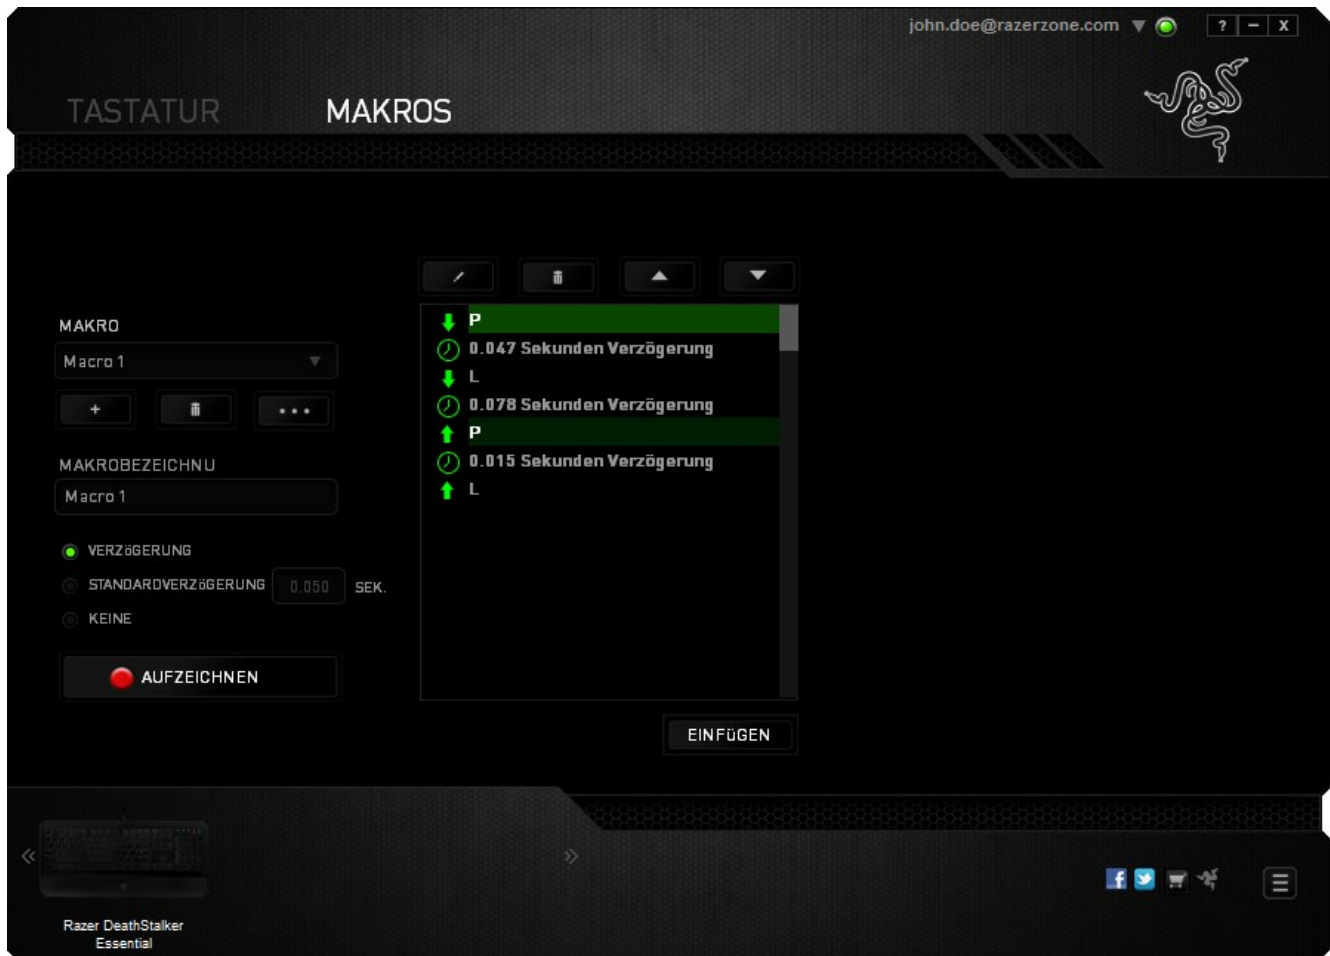 john.doe@razerzone.com
? – X
TASTATUR MAKROS
MAKRO
Macro 1
+
MAKROBEZEICHNU
Macro 1
VERZöGERUNG
STANDARDVERZöGERUNG 0.050 SEK.
KEINE
AUFZEICHNEN
P
0.047 Sekunden Verzögerung
L
0.078 Sekunden Verzögerung
P
0.015 Sekunden Verzögerung
L
EINFüGEN
Razer DeathStalker
Essential